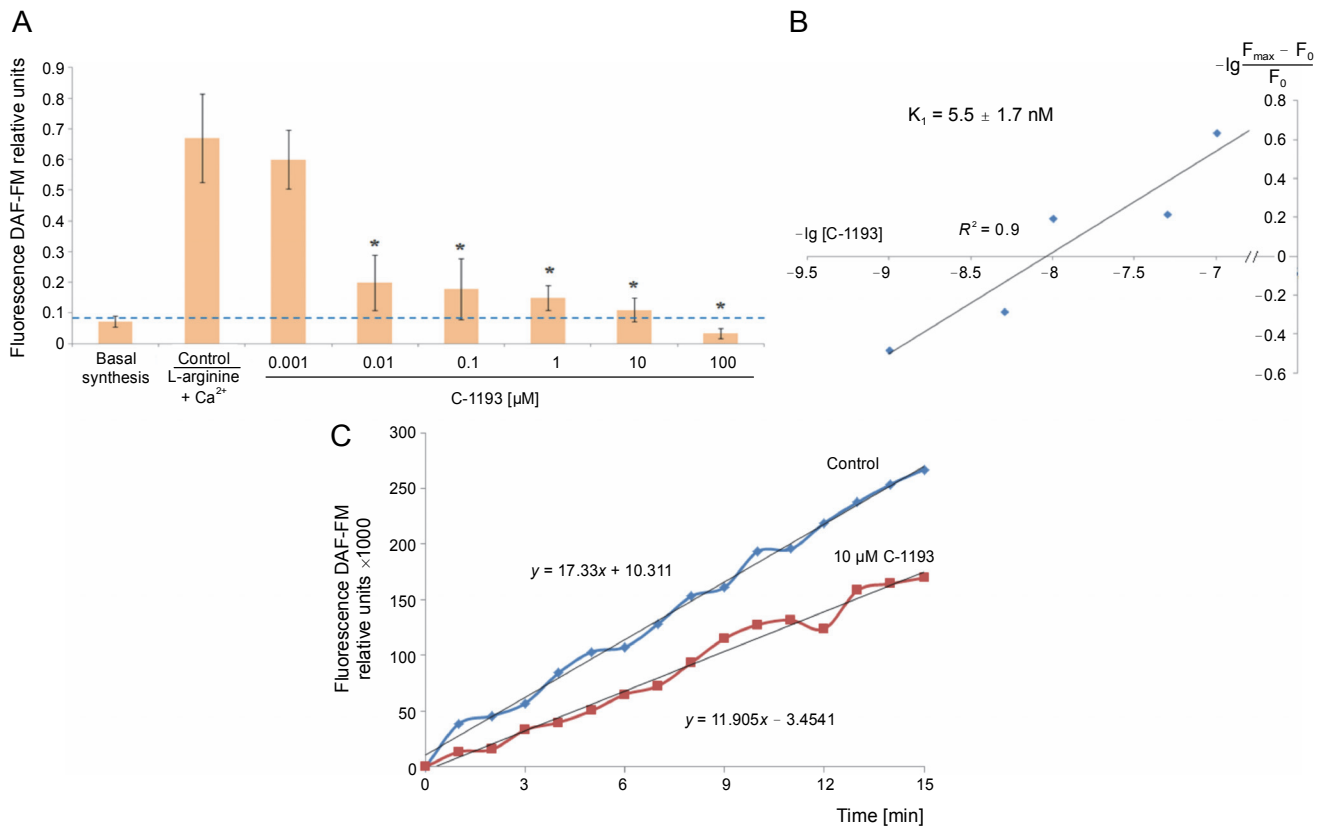 A
Fluorescence DAF-FM relative units
0.9
0.8
0.7
0.6
0.5
0.4
0.3
0.2
0.1
0
* * * * *
Basal
synthesis
Control
L-arginine
+ Ca²⁺
0.001 0.01 0.1 1 10 100
C-1193 [µM]
B
−lg (Fmax − F0) / F0
K₁ = 5.5 ± 1.7 nM
0.8
0.6
0.4
0.2
0
−0.2
−0.4
−0.6
−lg [C-1193]
R² = 0.9
−9.5 −9 −8.5 −8 −7.5 −7
C
Fluorescence DAF-FM
relative units ×1000
300
250
200
150
100
50
0
Control
10 µM C-1193
y = 17.33x + 10.311
y = 11.905x − 3.4541
0 3 6 9 12 15
Time [min]